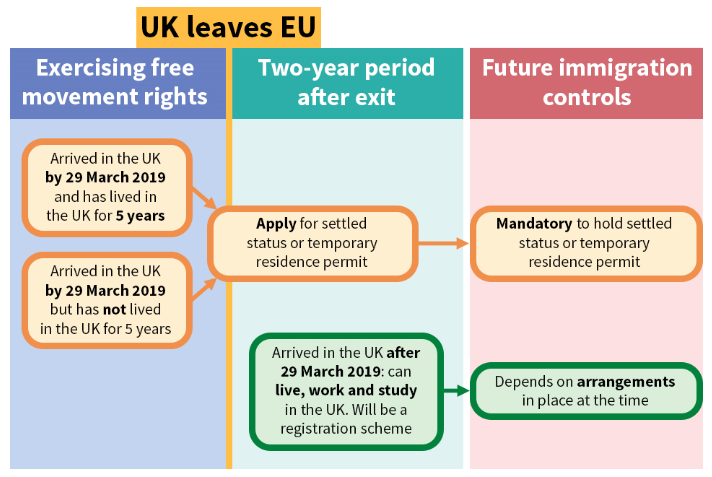 UK leaves EU
Exercising free
movement rights
Two-year period
after exit
Future immigration
controls
Arrived in the UK
by 29 March 2019
and has lived in
the UK for 5 years
Arrived in the UK
by 29 March 2019
but has not lived
in the UK for 5 years
Apply for settled
status or temporary
residence permit
Mandatory to hold settled
status or temporary
residence permit
Arrived in the UK after
29 March 2019: can
live, work and study
in the UK. Will be a
registration scheme
Depends on arrangements
in place at the time